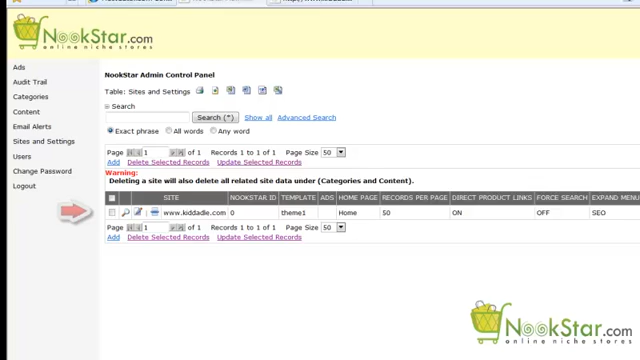 NookStar.com
online niche stores
Ads
Audit Trail
Categories
Content
Email Alerts
Sites and Settings
Users
Change Password
Logout
NookStar Admin Control Panel
Table: Sites and Settings
Search
Search (*) Show all Advanced Search
Exact phrase All words Any word
Page 1 of 1 Records 1 to 1 of 1 Page Size 50
Add Delete Selected Records Update Selected Records
Warning:
Deleting a site will also delete all related site data under (Categories and Content).
SITE NOOKSTAR ID TEMPLATE ADS HOME PAGE RECORDS PER PAGE DIRECT PRODUCT LINKS FORCE SEARCH EXPAND MENU
www.kiddadle.com 0 theme1 Home 50 ON OFF SEO
Page 1 of 1 Records 1 to 1 of 1 Page Size 50
Add Delete Selected Records Update Selected Records
NookStar.com
online niche stores